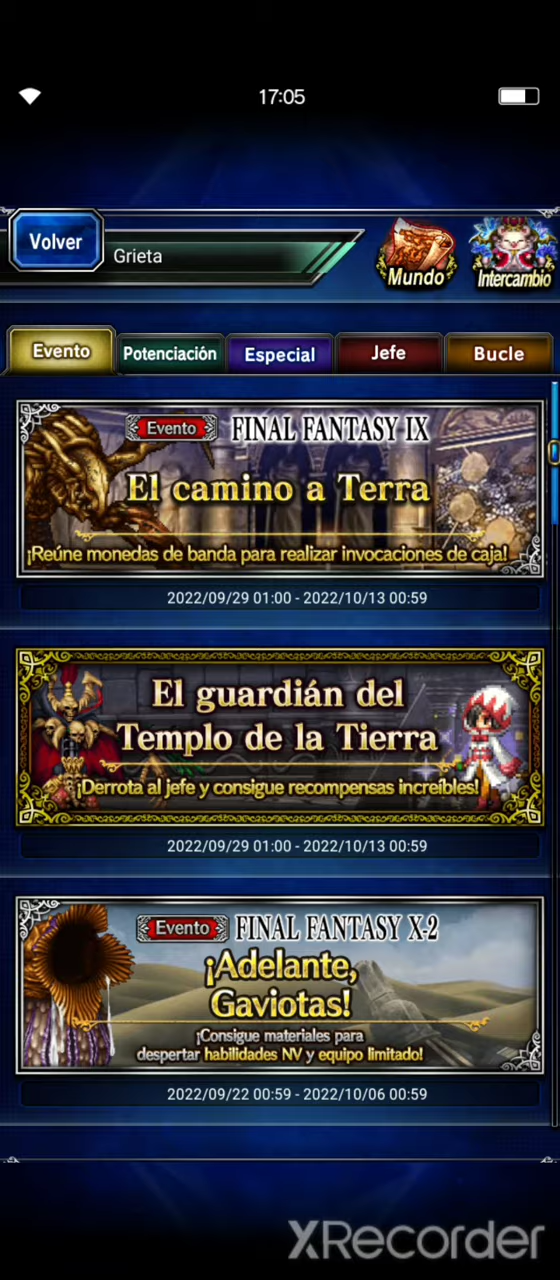 17:05
Volver
Grieta
Mundo
Intercambio
Evento
Potenciación
Especial
Jefe
Bucle
Evento FINAL FANTASY IX
El camino a Terra
¡Reúne monedas de banda para realizar invocaciones de caja!
2022/09/29 01:00 - 2022/10/13 00:59
El guardián del
Templo de la Tierra
¡Derrota al jefe y consigue recompensas increíbles!
2022/09/29 01:00 - 2022/10/13 00:59
Evento FINAL FANTASY X-2
¡Adelante,
Gaviotas!
¡Consigue materiales para
despertar habilidades NV y equipo limitado!
2022/09/22 00:59 - 2022/10/06 00:59
XRecorder